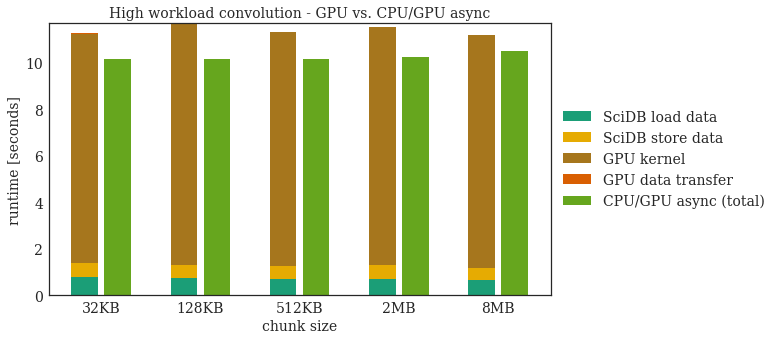 High workload convolution - GPU vs. CPU/GPU async
runtime [seconds]
10
8
6
4
2
0
32KB
128KB
512KB
2MB
8MB
chunk size
SciDB load data
SciDB store data
GPU kernel
GPU data transfer
CPU/GPU async (total)